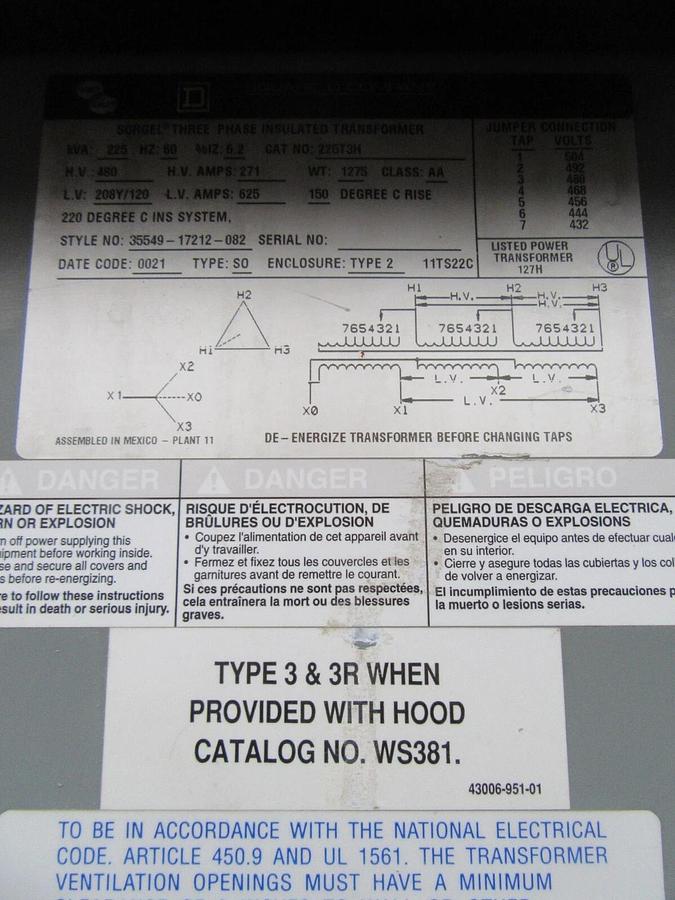 SORGEL® THREE PHASE INSULATED TRANSFORMER
kVA: 225 HZ: 60 %IZ: 6.2 CAT NO: 225T3H
H.V.: 480 H.V. AMPS: 271 WT: 1275 CLASS: AA
L.V: 208Y/120 L.V. AMPS: 625 150 DEGREE C RISE
220 DEGREE C INS SYSTEM,
STYLE NO: 35549-17212-082 SERIAL NO:
DATE CODE: 0021 TYPE: SO ENCLOSURE: TYPE 2 11TS22C
JUMPER CONNECTION
TAP VOLTS
1 504
2 492
3 480
4 468
5 456
6 444
7 432
LISTED POWER
TRANSFORMER
127H
UL
H2
H1 H3
X2
X1 X0
X3
H1 H2 H3
H.V. H.V.
H.V.
7654321 7654321 7654321
L.V. L.V.
X2
L.V.
X0 X1 X3
ASSEMBLED IN MEXICO - PLANT 11
DE-ENERGIZE TRANSFORMER BEFORE CHANGING TAPS
DANGER
ZARD OF ELECTRIC SHOCK,
RN OR EXPLOSION
rn off power supplying this
uipment before working inside.
se and secure all covers and
s before re-energizing.
re to follow these instructions
esult in death or serious injury.
DANGER
RISQUE D'ÉLECTROCUTION, DE
BRÛLURES OU D'EXPLOSION
• Coupez l'alimentation de cet appareil avant
d'y travailler.
• Fermez et fixez tous les couvercles et les
garnitures avant de remettre le courant.
Si ces précautions ne sont pas respectées,
cela entraînera la mort ou des blessures
graves.
PELIGRO
PELIGRO DE DESCARGA ELECTRICA,
QUEMADURAS O EXPLOSIONS
• Desenergice el equipo antes de efectuar cual
en su interior.
• Cierre y asegure todas las cubiertas y los col
de volver a energizar.
El incumplimiento de estas precauciones p
la muerto o lesions serias.
TYPE 3 & 3R WHEN
PROVIDED WITH HOOD
CATALOG NO. WS381.
43006-951-01
TO BE IN ACCORDANCE WITH THE NATIONAL ELECTRICAL
CODE. ARTICLE 450.9 AND UL 1561. THE TRANSFORMER
VENTILATION OPENINGS MUST HAVE A MINIMUM